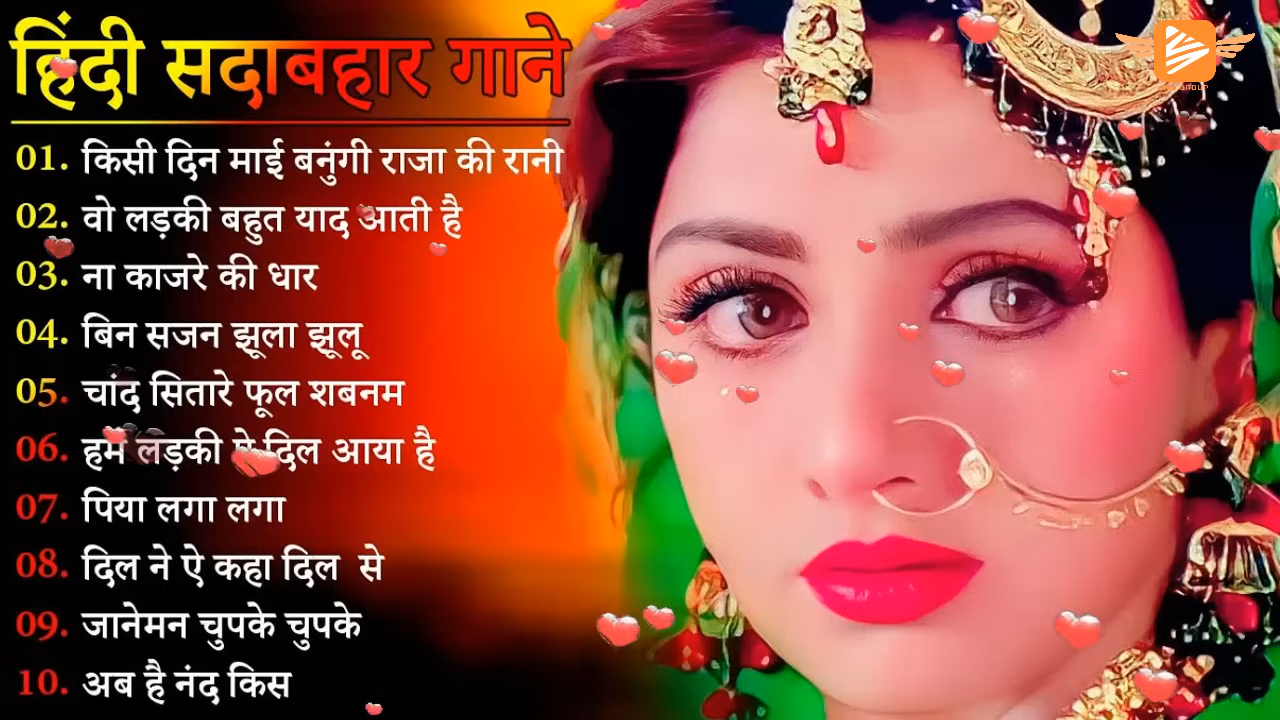 हिंदी सदाबहार गाने
01. किसी दिन माई बनुंगी राजा की रानी
02. वो लड़की बहुत याद आती है
03. ना काजरे की धार
04. बिन सजन झूला झूलू
05. चांद सितारे फूल शबनम
06. हमें लड़की पे दिल आया है
07. पिया लगा लगा
08. दिल ने ऐ कहा दिल से
09. जानेमन चुपके चुपके
10. अब है नंद किस
GROUP